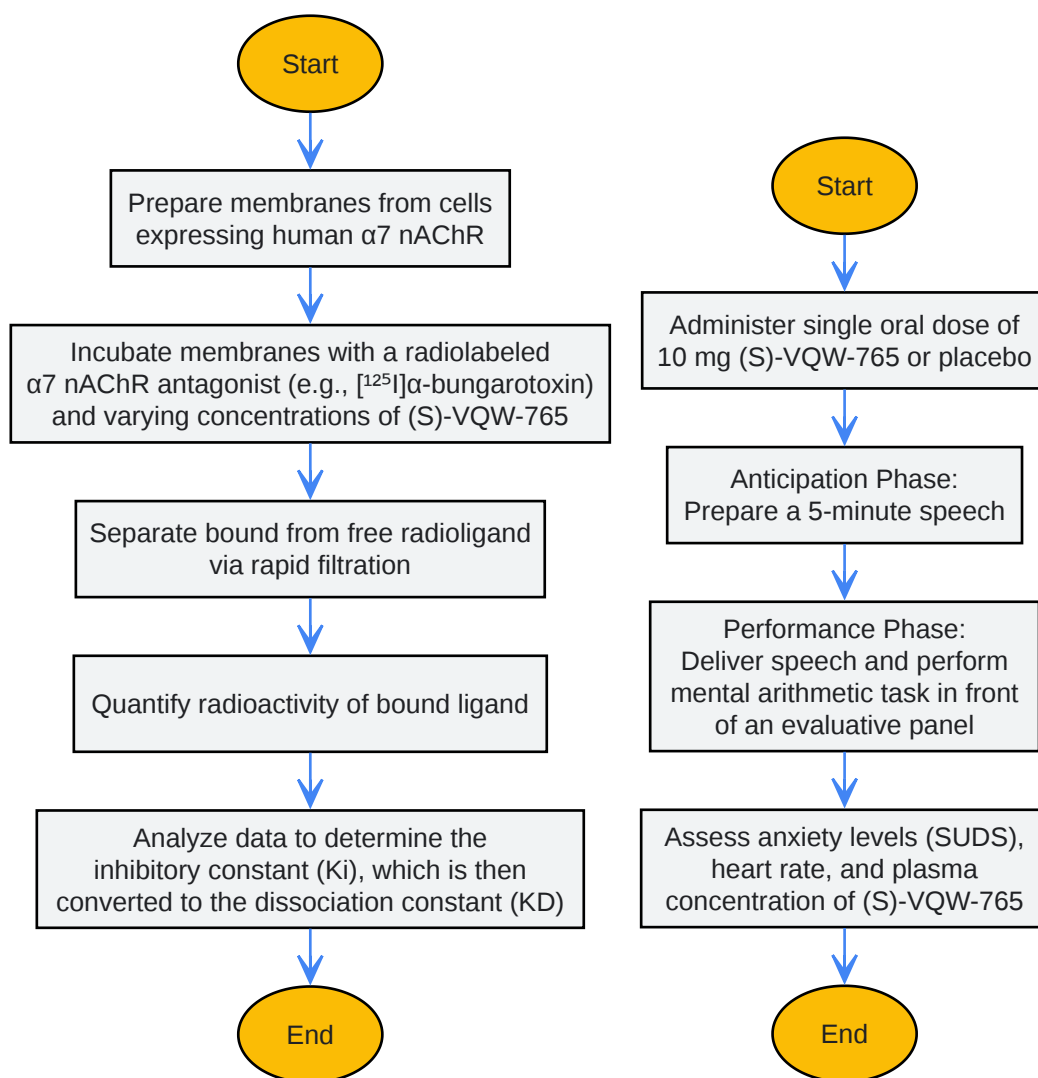 Start
Prepare membranes from cells
expressing human α7 nAChR
Incubate membranes with a radiolabeled
α7 nAChR antagonist (e.g., [¹²⁵I]α-bungarotoxin)
and varying concentrations of (S)-VQW-765
Separate bound from free radioligand
via rapid filtration
Quantify radioactivity of bound ligand
Analyze data to determine the
inhibitory constant (Ki), which is then
converted to the dissociation constant (KD)
End
Start
Administer single oral dose of
10 mg (S)-VQW-765 or placebo
Anticipation Phase:
Prepare a 5-minute speech
Performance Phase:
Deliver speech and perform
mental arithmetic task in front
of an evaluative panel
Assess anxiety levels (SUDS),
heart rate, and plasma
concentration of (S)-VQW-765
End